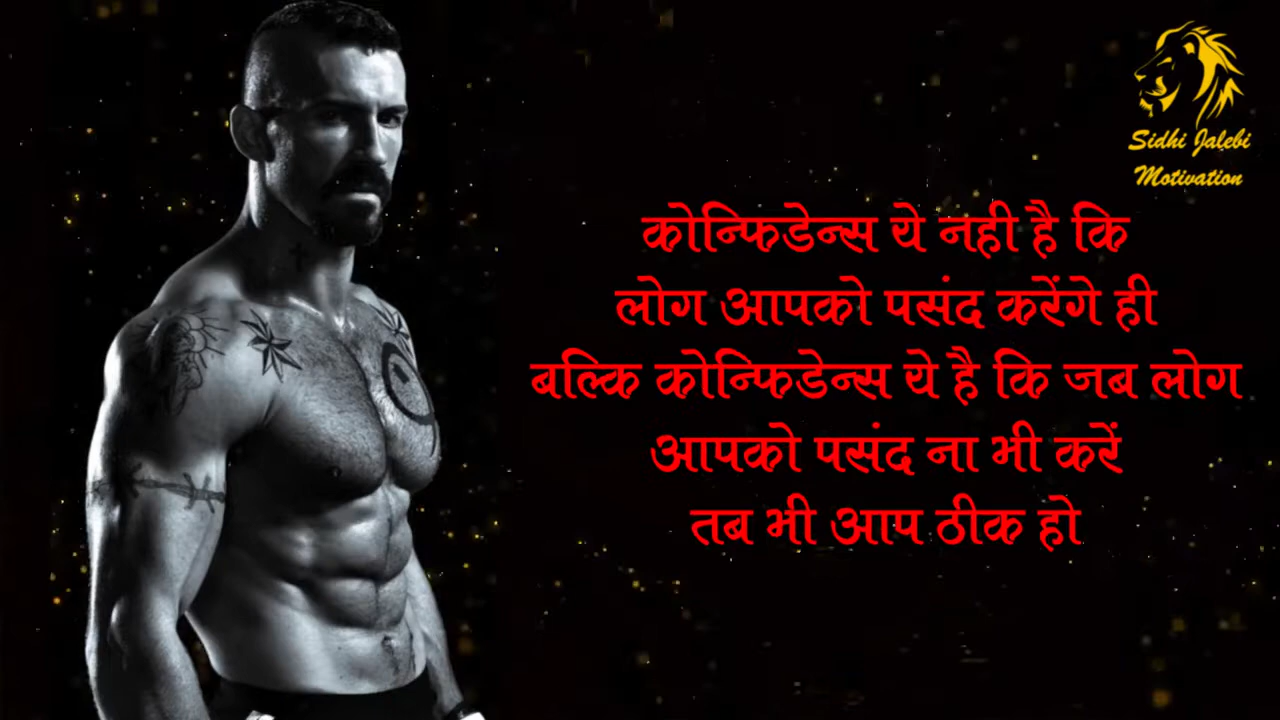 Sidhi Jalebi
Motivation
कोन्फिडेन्स ये नही है कि
लोग आपको पसंद करेंगे ही
बल्कि कोन्फिडेन्स ये है कि जब लोग
आपको पसंद ना भी करें
तब भी आप ठीक हो